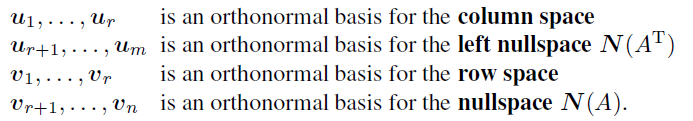 u₁, . . . , uᵣ is an orthonormal basis for the column space
uᵣ₊₁, . . . , uₘ is an orthonormal basis for the left nullspace N(Aᵀ)
v₁, . . . , vᵣ is an orthonormal basis for the row space
vᵣ₊₁, . . . , vₙ is an orthonormal basis for the nullspace N(A).